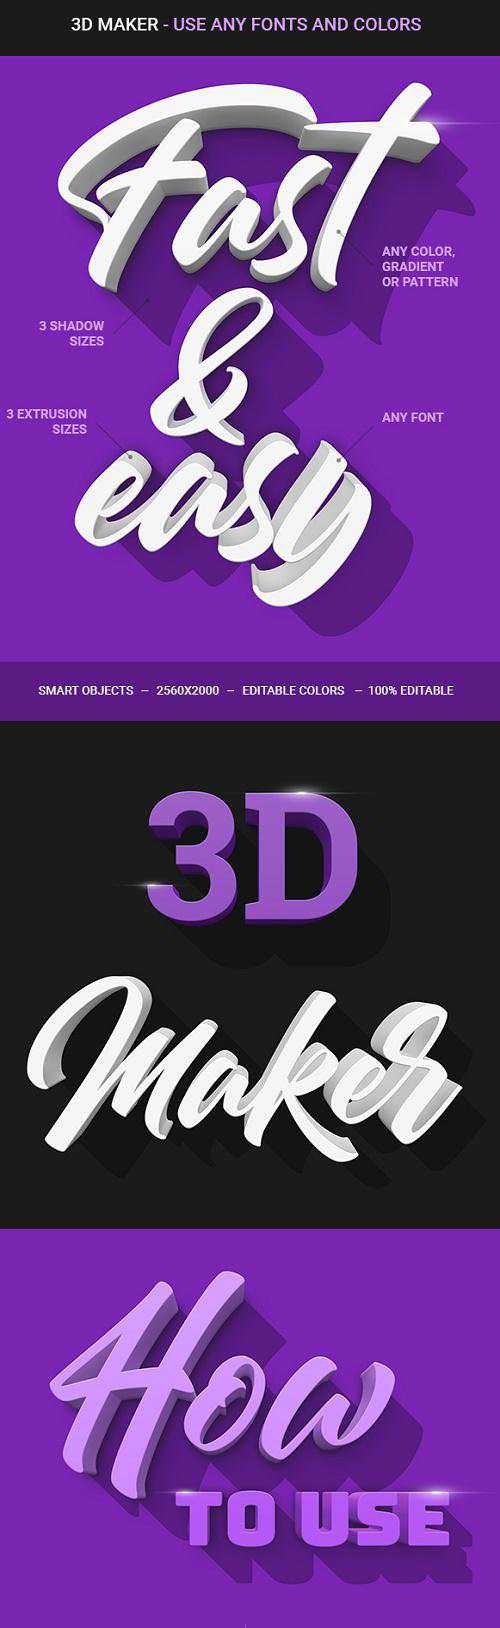 3D MAKER - USE ANY FONTS AND COLORS
Fast
ANY COLOR,
GRADIENT
OR PATTERN
3 SHADOW
SIZES
&
3 EXTRUSION
SIZES
ANY FONT
easy
SMART OBJECTS – 2560X2000 – EDITABLE COLORS – 100% EDITABLE
3D
Maker
How
TO USE